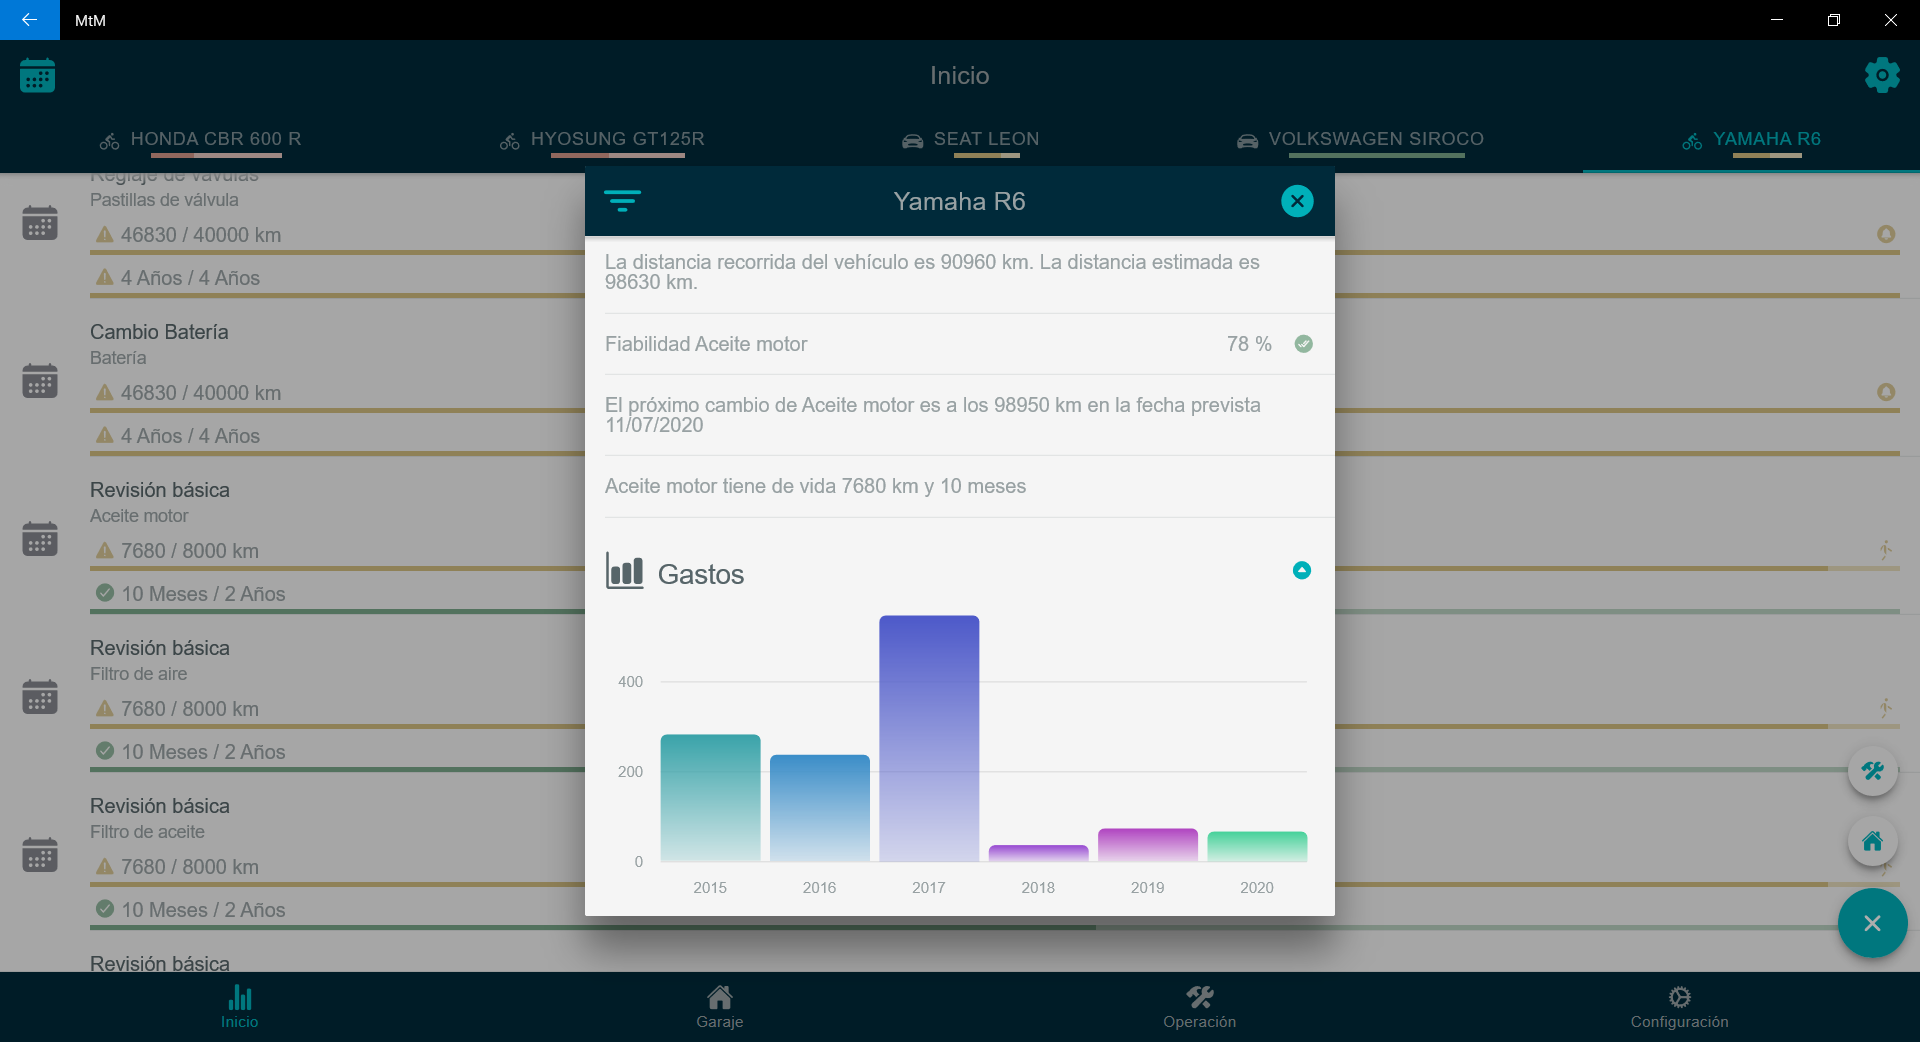 MtM
Inicio
HONDA CBR 600 R
HYOSUNG GT125R
SEAT LEON
VOLKSWAGEN SIROCO
YAMAHA R6
Reglaje de vávulas
Pastillas de válvula
46830 / 40000 km
4 Años / 4 Años
Cambio Batería
Batería
46830 / 40000 km
4 Años / 4 Años
Revisión básica
Aceite motor
7680 / 8000 km
10 Meses / 2 Años
Revisión básica
Filtro de aire
7680 / 8000 km
10 Meses / 2 Años
Revisión básica
Filtro de aceite
7680 / 8000 km
10 Meses / 2 Años
Revisión básica
Yamaha R6
La distancia recorrida del vehículo es 90960 km. La distancia estimada es
98630 km.
Fiabilidad Aceite motor 78 %
El próximo cambio de Aceite motor es a los 98950 km en la fecha prevista
11/07/2020
Aceite motor tiene de vida 7680 km y 10 meses
Gastos
400
200
0
2015 2016 2017 2018 2019 2020
Inicio
Garaje
Operación
Configuración